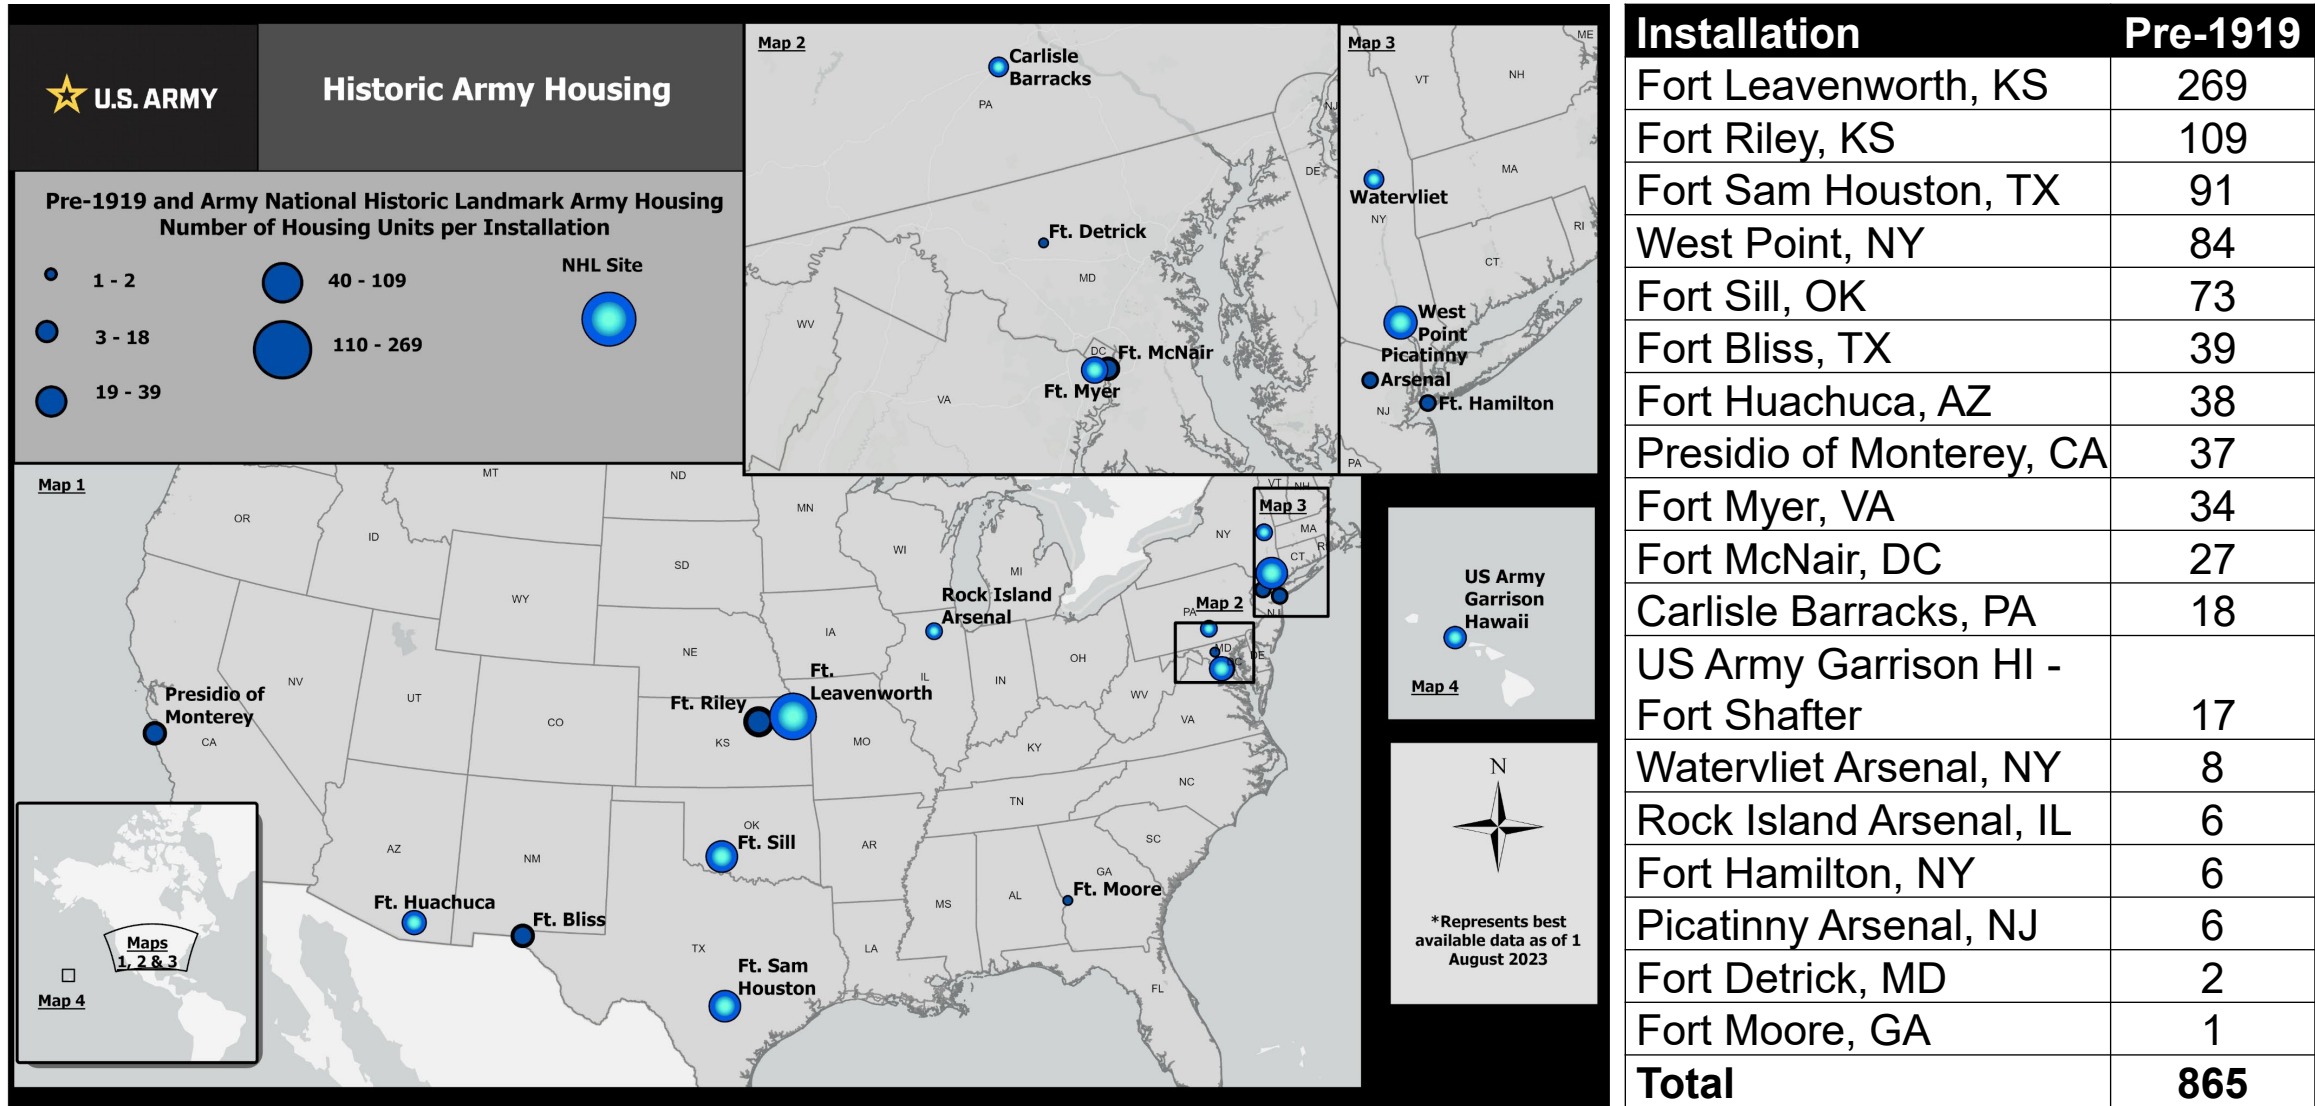 U.S. ARMY
Historic Army Housing
Pre-1919 and Army National Historic Landmark Army Housing
Number of Housing Units per Installation
1 - 2
3 - 18
19 - 39
40 - 109
110 - 269
NHL Site
Map 2
Carlisle
Barracks
PA
NJ
DE
Ft. Detrick
MD
WV
DC
Ft. McNair
Ft. Myer
VA
Map 3
ME
VT
NH
MA
Watervliet
NY
RI
CT
West
Point
Picatinny
Arsenal
Ft. Hamilton
NJ
PA
Map 1
MT
ND
MN
OR
ID
SD
WI
MI
NY
VT
NH
Map 3
MA
CT
RI
WY
Rock Island
Arsenal
PA
Map 2
NJ
IA
NE
MD
DE
DC
OH
IL
IN
WV
NV
UT
CO
Presidio of
Monterey
CA
Ft. Riley
Ft.
Leavenworth
KS
MO
KY
VA
NC
TN
OK
Ft. Sill
AR
SC
AZ
NM
GA
Ft. Moore
MS
AL
Ft. Huachuca
Ft. Bliss
TX
LA
Ft. Sam
Houston
FL
Maps
1, 2 & 3
Map 4
US Army
Garrison
Hawaii
Map 4
N
*Represents best
available data as of 1
August 2023
Installation Pre-1919
Fort Leavenworth, KS 269
Fort Riley, KS 109
Fort Sam Houston, TX 91
West Point, NY 84
Fort Sill, OK 73
Fort Bliss, TX 39
Fort Huachuca, AZ 38
Presidio of Monterey, CA 37
Fort Myer, VA 34
Fort McNair, DC 27
Carlisle Barracks, PA 18
US Army Garrison HI -
Fort Shafter 17
Watervliet Arsenal, NY 8
Rock Island Arsenal, IL 6
Fort Hamilton, NY 6
Picatinny Arsenal, NJ 6
Fort Detrick, MD 2
Fort Moore, GA 1
Total 865